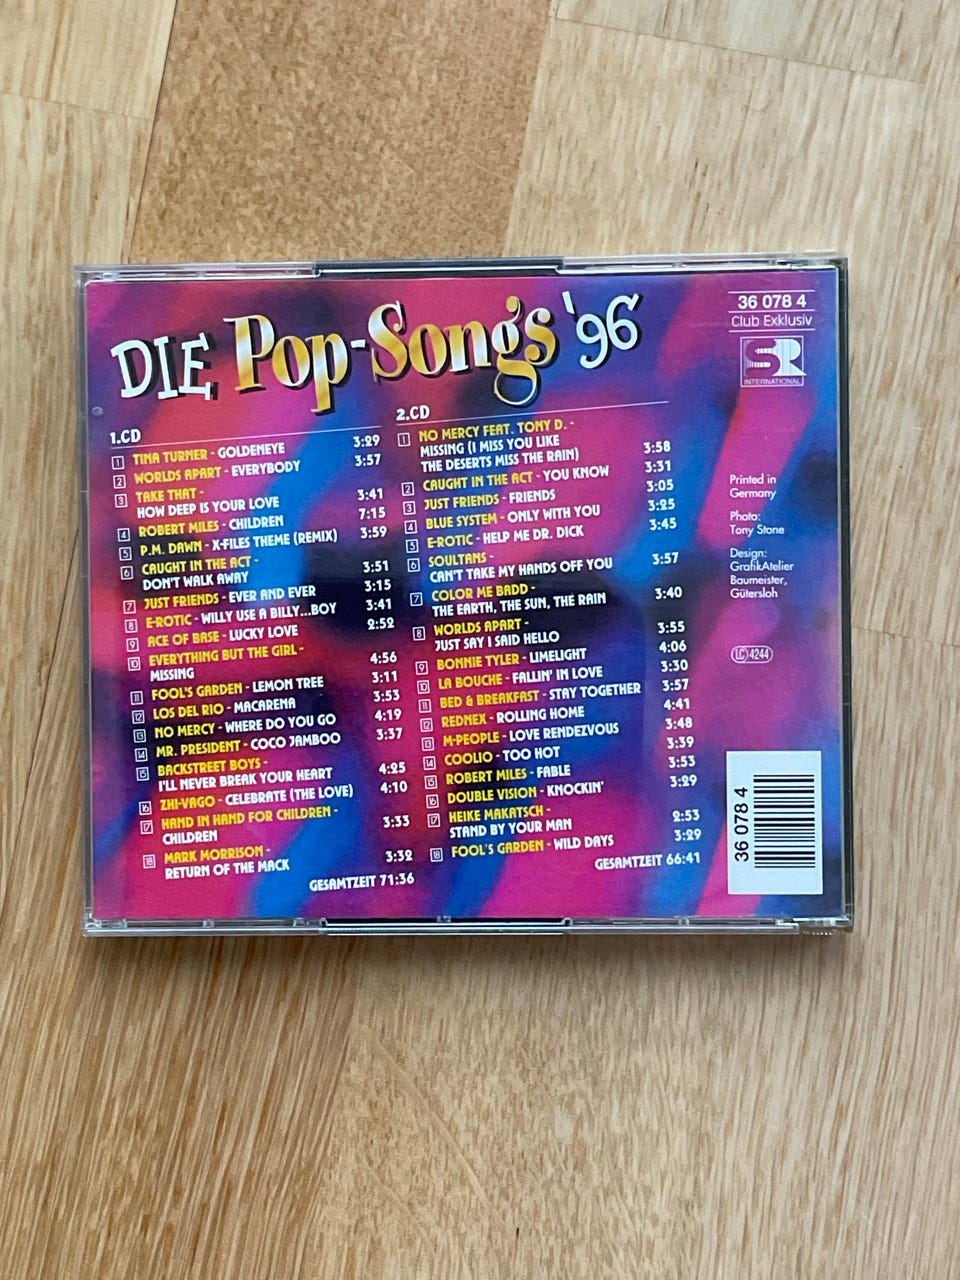 DIE Pop-Songs '96
36 078 4
Club Exklusiv
SR
INTERNATIONAL
1.CD
1 TINA TURNER - GOLDENEYE 3:29
2 WORLDS APART - EVERYBODY 3:57
3 TAKE THAT -
HOW DEEP IS YOUR LOVE 3:41
4 ROBERT MILES - CHILDREN 7:15
5 P.M. DAWN - X-FILES THEME (REMIX) 3:59
6 CAUGHT IN THE ACT -
DON'T WALK AWAY 3:51
7 JUST FRIENDS - EVER AND EVER 3:15
8 E-ROTIC - WILLY USE A BILLY...BOY 3:41
9 ACE OF BASE - LUCKY LOVE 2:52
10 EVERYTHING BUT THE GIRL -
MISSING 4:56
11 FOOL'S GARDEN - LEMON TREE 3:11
12 LOS DEL RIO - MACARENA 3:53
13 NO MERCY - WHERE DO YOU GO 4:19
14 MR. PRESIDENT - COCO JAMBOO 3:37
15 BACKSTREET BOYS -
I'LL NEVER BREAK YOUR HEART 4:25
16 ZHI-VAGO - CELEBRATE (THE LOVE) 4:10
17 HAND IN HAND FOR CHILDREN -
CHILDREN 3:33
18 MARK MORRISON -
RETURN OF THE MACK 3:32
GESAMTZEIT 71:36
2.CD
1 NO MERCY FEAT. TONY D. -
MISSING (I MISS YOU LIKE
THE DESERTS MISS THE RAIN) 3:58
2 CAUGHT IN THE ACT - YOU KNOW 3:31
3 JUST FRIENDS - FRIENDS 3:05
4 BLUE SYSTEM - ONLY WITH YOU 3:25
5 E-ROTIC - HELP ME DR. DICK 3:45
6 SOULTANS -
CAN'T TAKE MY HANDS OFF YOU 3:57
7 COLOR ME BADD -
THE EARTH, THE SUN, THE RAIN 3:40
8 WORLDS APART -
JUST SAY I SAID HELLO 3:55
9 BONNIE TYLER - LIMELIGHT 4:06
10 LA BOUCHE - FALLIN' IN LOVE 3:30
11 BED & BREAKFAST - STAY TOGETHER 3:57
12 REDNEX - ROLLING HOME 4:41
13 M-PEOPLE - LOVE RENDEZVOUS 3:48
14 COOLIO - TOO HOT 3:39
15 ROBERT MILES - FABLE 3:53
16 DOUBLE VISION - KNOCKIN' 3:29
17 HEIKE MAKATSCH -
STAND BY YOUR MAN 2:53
18 FOOL'S GARDEN - WILD DAYS 3:29
GESAMTZEIT 66:41
Printed in
Germany
Photo:
Tony Stone
Design:
GrafikAtelier
Baumeister,
Gütersloh
LC 4244
36 078 4